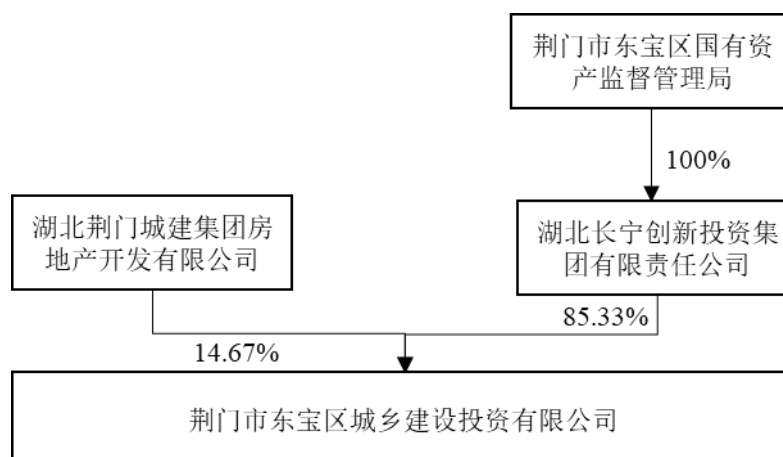 荆门市东宝区国有资
产监督管理局
100%
湖北荆门城建集团房
地产开发有限公司
湖北长宁创新投资集
团有限责任公司
85.33%
14.67%
荆门市东宝区城乡建设投资有限公司